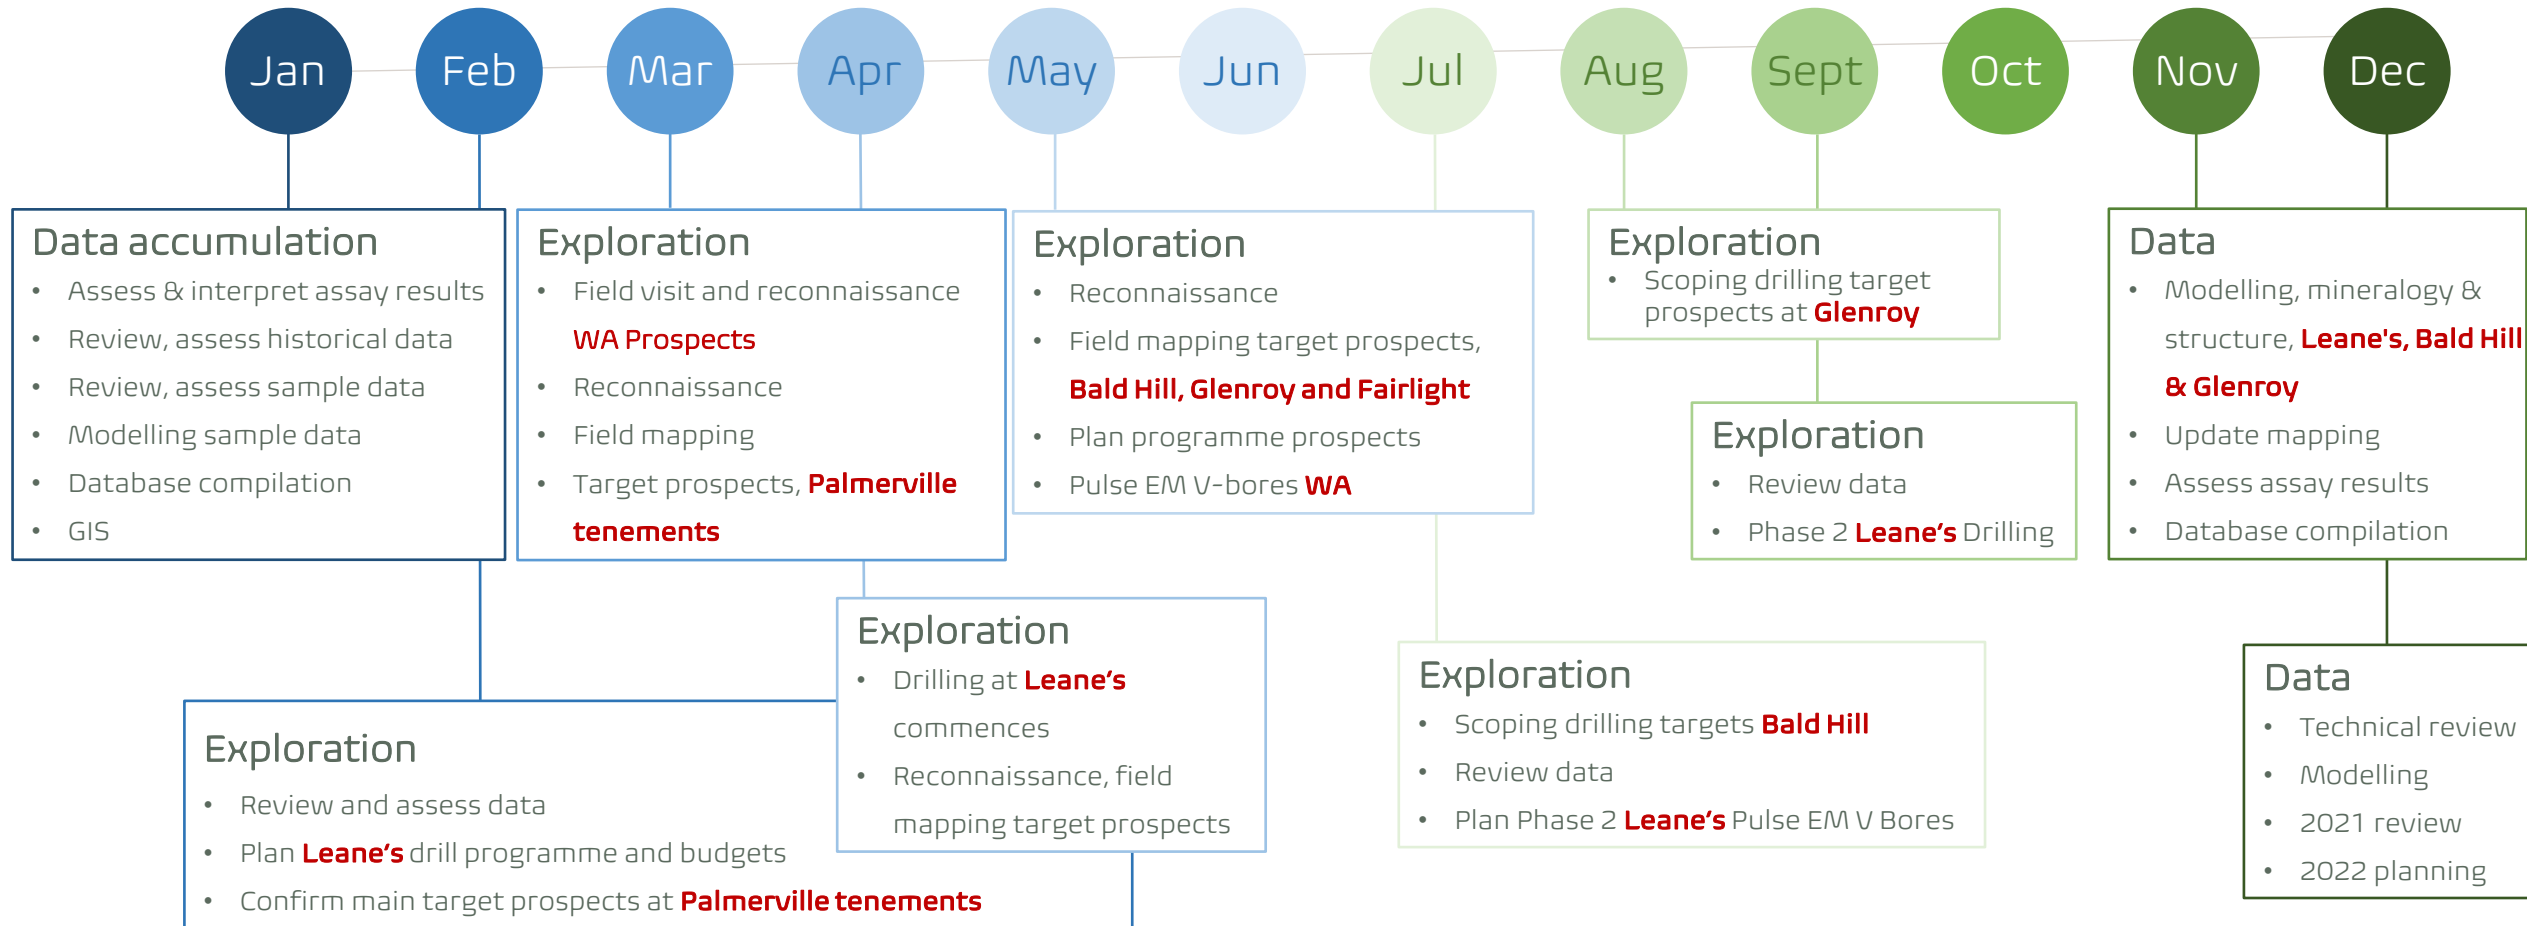 Jan
Feb
Mar
Apr
May
Jun
Jul
Aug
Sept
Oct
Nov
Dec
Data accumulation
• Assess & interpret assay results
• Review, assess historical data
• Review, assess sample data
• Modelling sample data
• Database compilation
• GIS
Exploration
• Review and assess data
• Plan Leane’s drill programme and budgets
• Confirm main target prospects at Palmerville tenements
Exploration
• Field visit and reconnaissance
WA Prospects
• Reconnaissance
• Field mapping
• Target prospects, Palmerville
tenements
Exploration
• Drilling at Leane’s
commences
• Reconnaissance, field
mapping target prospects
Exploration
• Reconnaissance
• Field mapping target prospects,
Bald Hill, Glenroy and Fairlight
• Plan programme prospects
• Pulse EM V-bores WA
Exploration
• Scoping drilling targets Bald Hill
• Review data
• Plan Phase 2 Leane’s Pulse EM V Bores
Exploration
• Scoping drilling target
prospects at Glenroy
Exploration
• Review data
• Phase 2 Leane’s Drilling
Data
• Modelling, mineralogy &
structure, Leane's, Bald Hill
& Glenroy
• Update mapping
• Assess assay results
• Database compilation
Data
• Technical review
• Modelling
• 2021 review
• 2022 planning